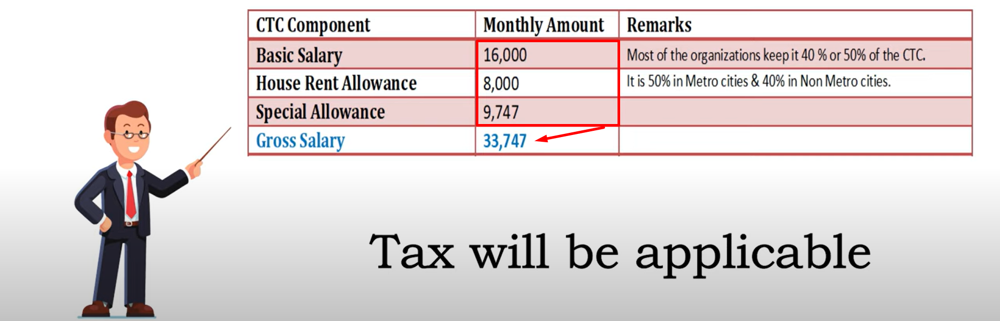 CTC Component Monthly Amount Remarks
Basic Salary 16,000 Most of the organizations keep it 40 % or 50% of the CTC.
House Rent Allowance 8,000 It is 50% in Metro cities & 40% in Non Metro cities.
Special Allowance 9,747
Gross Salary 33,747
Tax will be applicable